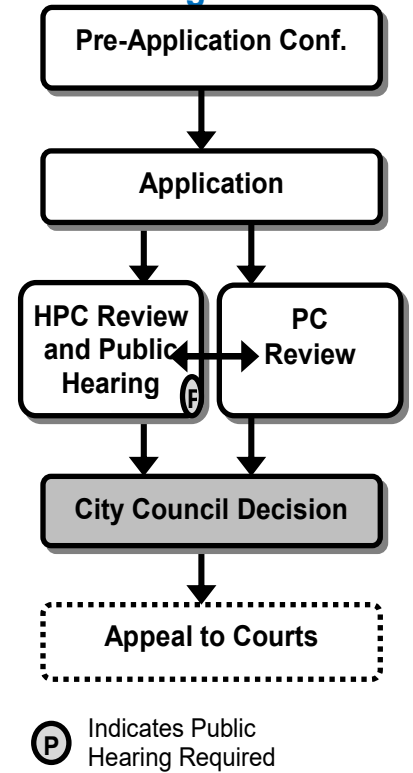 Pre-Application Conf.
Application
HPC Review
and Public
Hearing
P
PC
Review
City Council Decision
Appeal to Courts
P
Indicates Public
Hearing Required